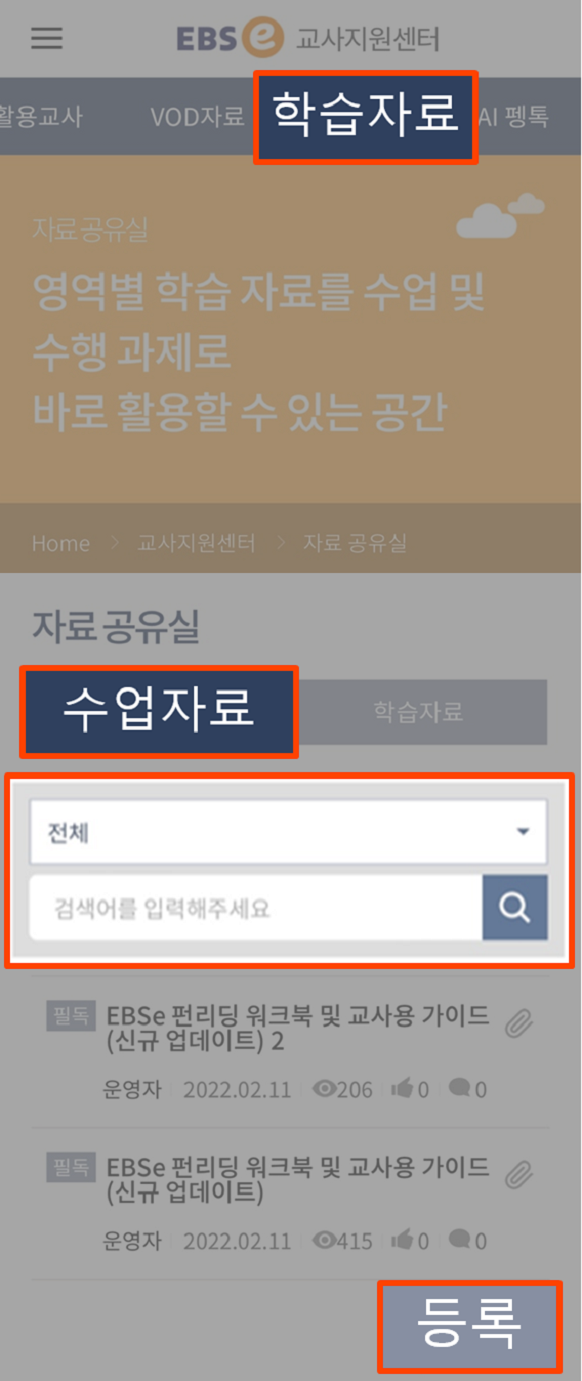 EBSe 교사지원센터
활용교사 VOD자료 학습자료 AI 펭톡
자료공유실
영역별 학습 자료를 수업 및
수행 과제로
바로 활용할 수 있는 공간
Home > 교사지원센터 > 자료 공유실
자료 공유실
수업자료 학습자료
전체
검색어를 입력해주세요
필독 EBSe 펀리딩 워크북 및 교사용 가이드
(신규 업데이트) 2
운영자 2022.02.11 206 0 0
필독 EBSe 펀리딩 워크북 및 교사용 가이드
(신규 업데이트)
운영자 2022.02.11 415 0 0
등록